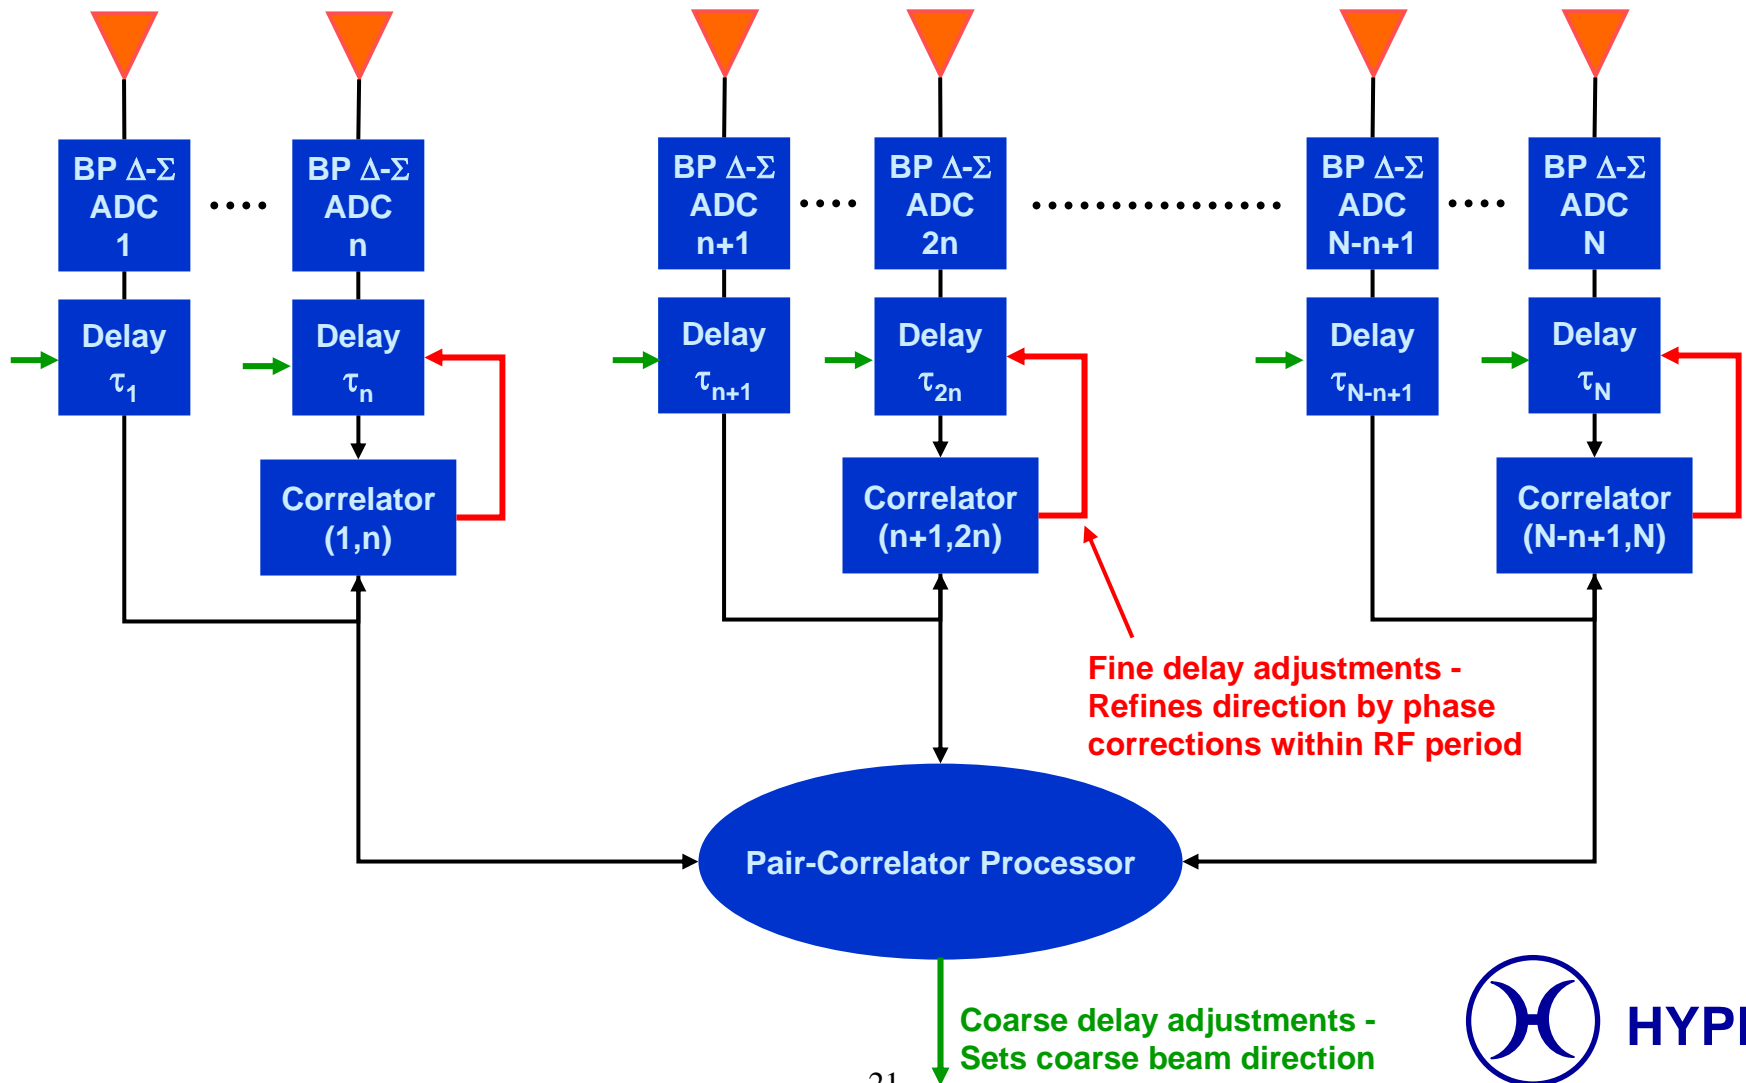 BP Δ-Σ
ADC
1
BP Δ-Σ
ADC
n
BP Δ-Σ
ADC
n+1
BP Δ-Σ
ADC
2n
BP Δ-Σ
ADC
N-n+1
BP Δ-Σ
ADC
N
Delay
τ1
Delay
τn
Delay
τn+1
Delay
τ2n
Delay
τN-n+1
Delay
τN
Correlator
(1,n)
Correlator
(n+1,2n)
Correlator
(N-n+1,N)
Fine delay adjustments -
Refines direction by phase
corrections within RF period
Pair-Correlator Processor
Coarse delay adjustments -
Sets coarse beam direction
21